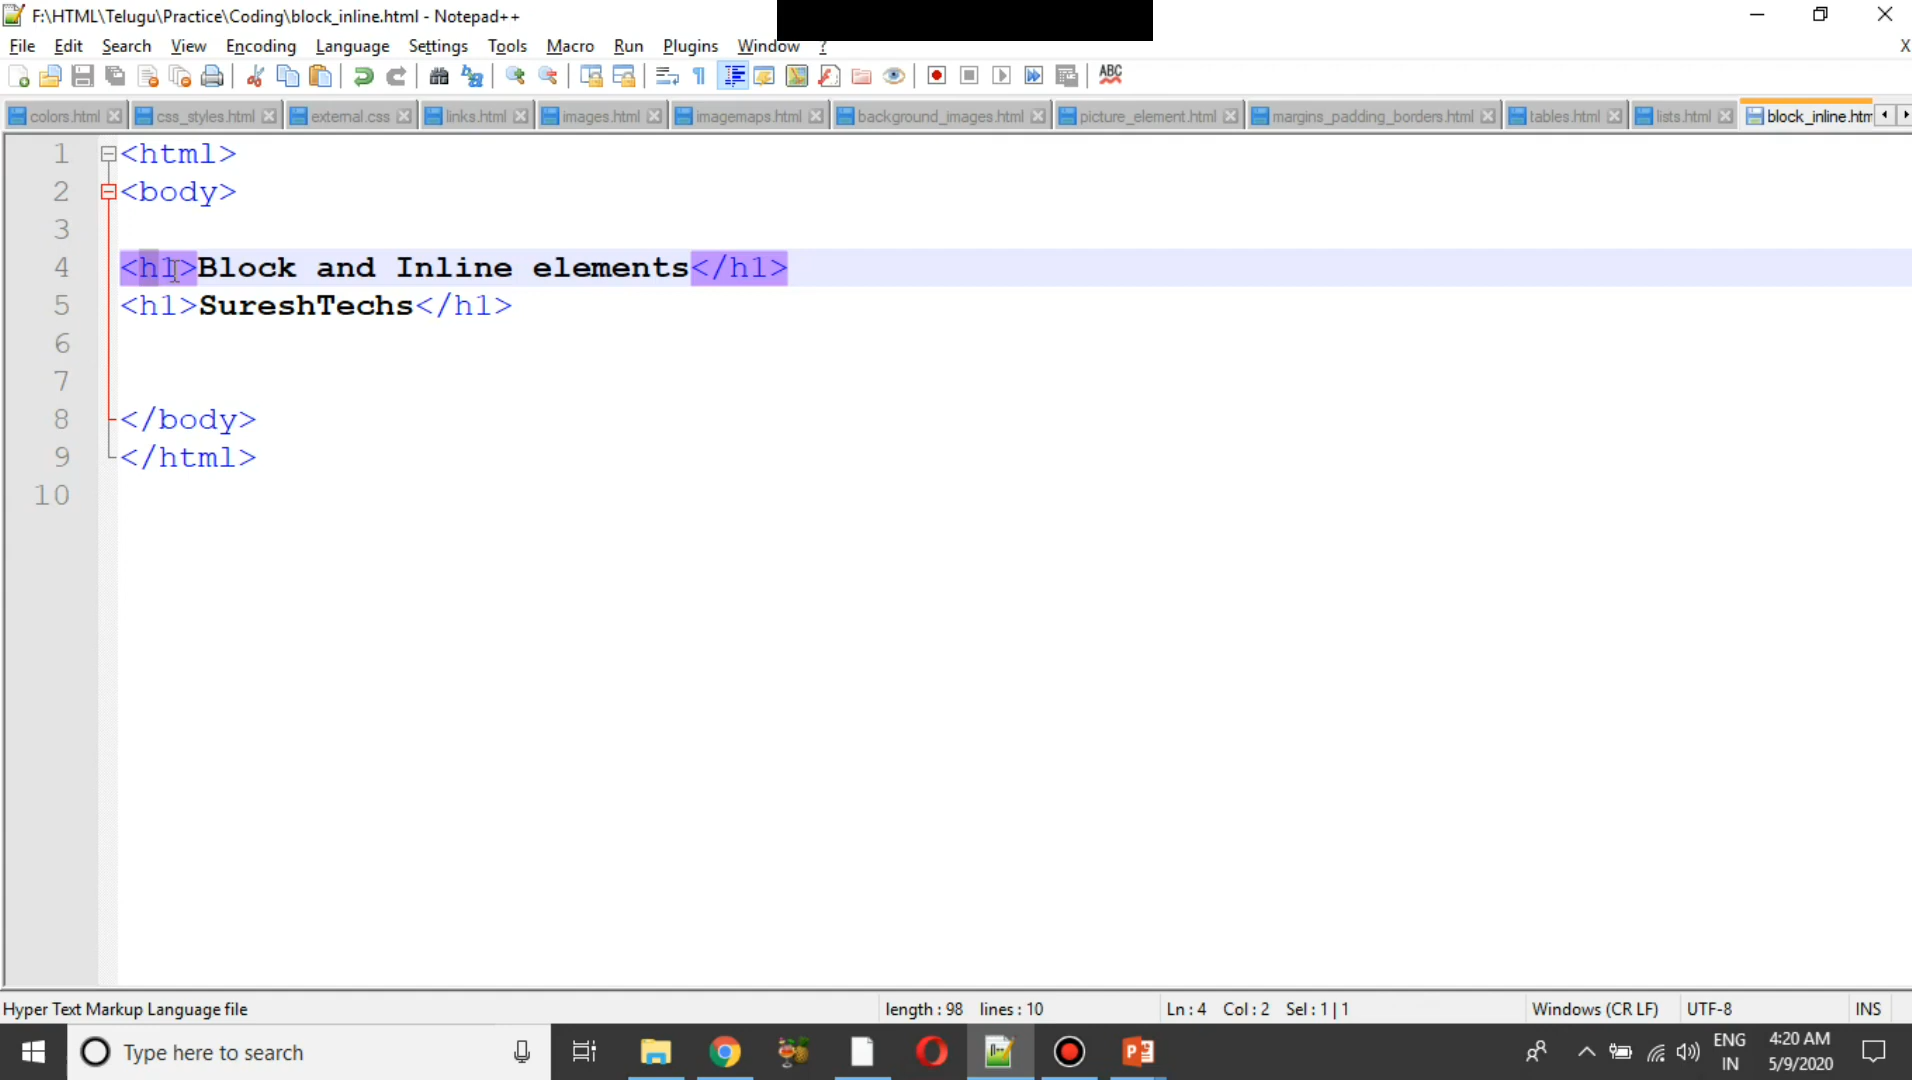 F:\HTML\Telugu\Practice\Coding\block_inline.html - Notepad++
File Edit Search View Encoding Language Settings Tools Macro Run Plugins Window ?
X
ABC
colors.html css_styles.html external.css links.html images.html imagemaps.html background_images.html picture_element.html margins_padding_borders.html tables.html lists.html block_inline.htm
1 <html>
2 <body>
3
4 <h1>Block and Inline elements</h1>
5 <h1>SureshTechs</h1>
6
7
8 </body>
9 </html>
10
Hyper Text Markup Language file length : 98 lines : 10 Ln : 4 Col : 2 Sel : 1 | 1 Windows (CR LF) UTF-8 INS
Type here to search
ENG
IN
4:20 AM
5/9/2020